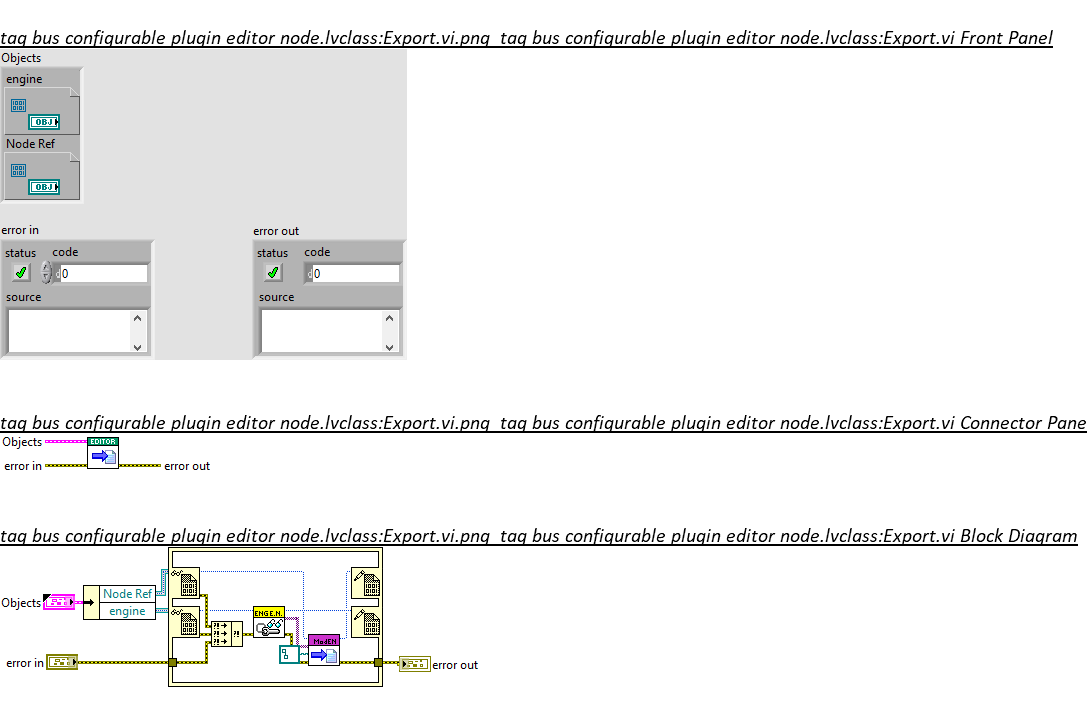 tag bus configurable plugin editor node.lvclass:Export.vi.png tag bus configurable plugin editor node.lvclass:Export.vi Front Panel
Objects
engine
OBJ
Node Ref
OBJ
error in
error out
status code
status code
0
0
source
source
tag bus configurable plugin editor node.lvclass:Export.vi.png tag bus configurable plugin editor node.lvclass:Export.vi Connector Pane
Objects
EDITOR
error in
error out
tag bus configurable plugin editor node.lvclass:Export.vi.png tag bus configurable plugin editor node.lvclass:Export.vi Block Diagram
Objects
Node Ref
engine
ENG E.N.
ModEN
error in
error out